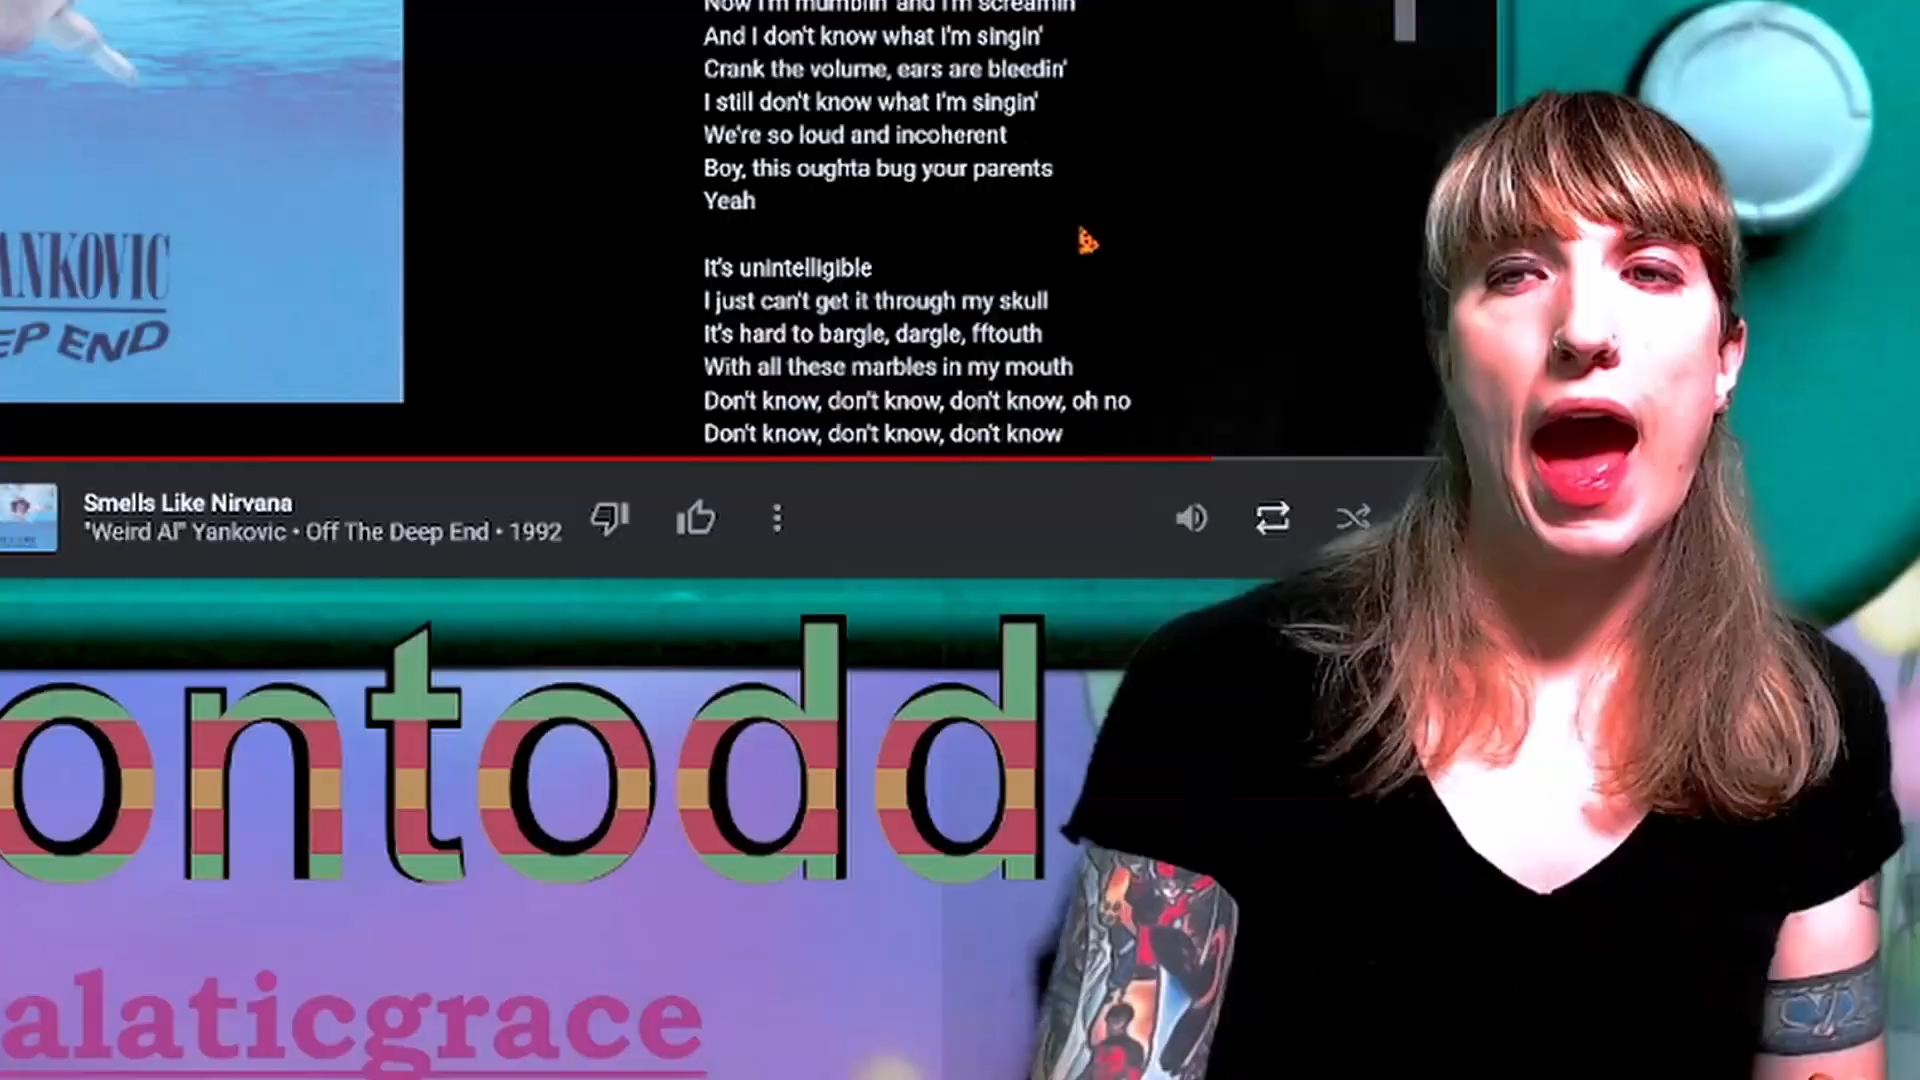 Now I'm mumblin' and I'm screamin'
And I don't know what I'm singin'
Crank the volume, ears are bleedin'
I still don't know what I'm singin'
We're so loud and incoherent
Boy, this oughta bug your parents
Yeah
It's unintelligible
I just can't get it through my skull
It's hard to bargle, dargle, fftouth
With all these marbles in my mouth
Don't know, don't know, don't know, oh no
Don't know, don't know, don't know
ANKOVIC
EP END
Smells Like Nirvana
"Weird Al" Yankovic • Off The Deep End • 1992
ontodd
alaticgrace